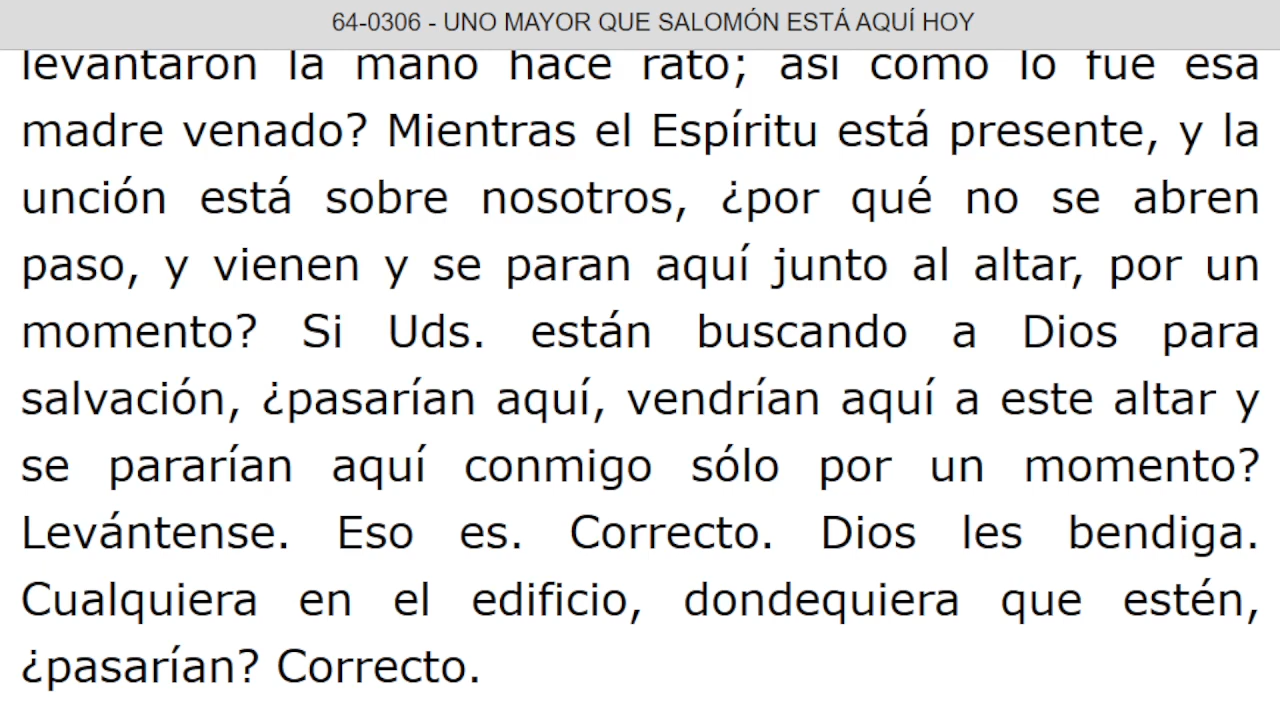 64-0306 - UNO MAYOR QUE SALOMÓN ESTÁ AQUÍ HOY
levantaron la mano hace rato; así como lo fue esa
madre venado? Mientras el Espíritu está presente, y la
unción está sobre nosotros, ¿por qué no se abren
paso, y vienen y se paran aquí junto al altar, por un
momento? Si Uds. están buscando a Dios para
salvación, ¿pasarían aquí, vendrían aquí a este altar y
se pararían aquí conmigo sólo por un momento?
Levántense. Eso es. Correcto. Dios les bendiga.
Cualquiera en el edificio, dondequiera que estén,
¿pasarían? Correcto.